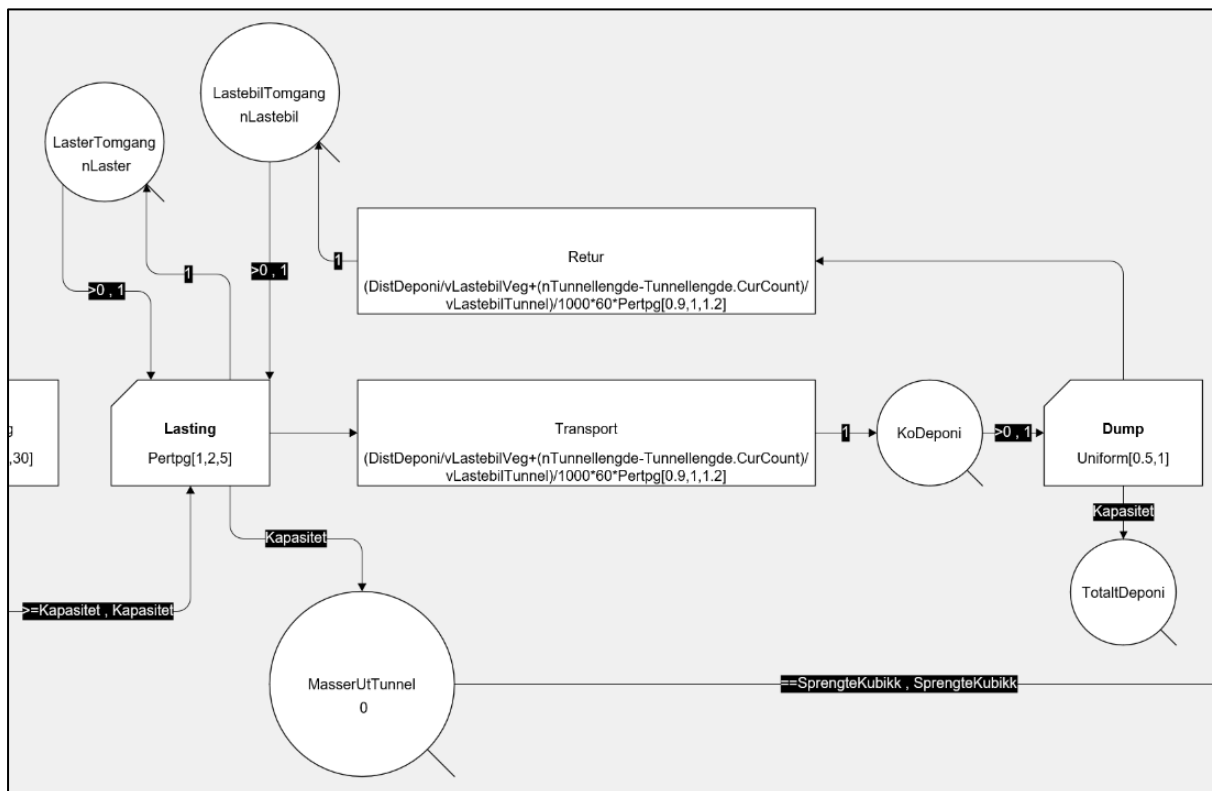 LastebilTomgang
nLastebil
LasterTomgang
nLaster
>0 , 1
1
>0 , 1
1
Retur
(DistDeponi/vLastebilVeg+(nTunnellengde-Tunnellengde.CurCount)/
vLastebilTunnel)/1000*60*Pertpg[0.9,1,1.2]
g
,30]
Lasting
Pertpg[1,2,5]
Transport
(DistDeponi/vLastebilVeg+(nTunnellengde-Tunnellengde.CurCount)/
vLastebilTunnel)/1000*60*Pertpg[0.9,1,1.2]
1
KoDeponi
>0 , 1
Dump
Uniform[0.5,1]
Kapasitet
Kapasitet
TotaltDeponi
>=Kapasitet , Kapasitet
MasserUtTunnel
0
==SprengteKubikk , SprengteKubikk